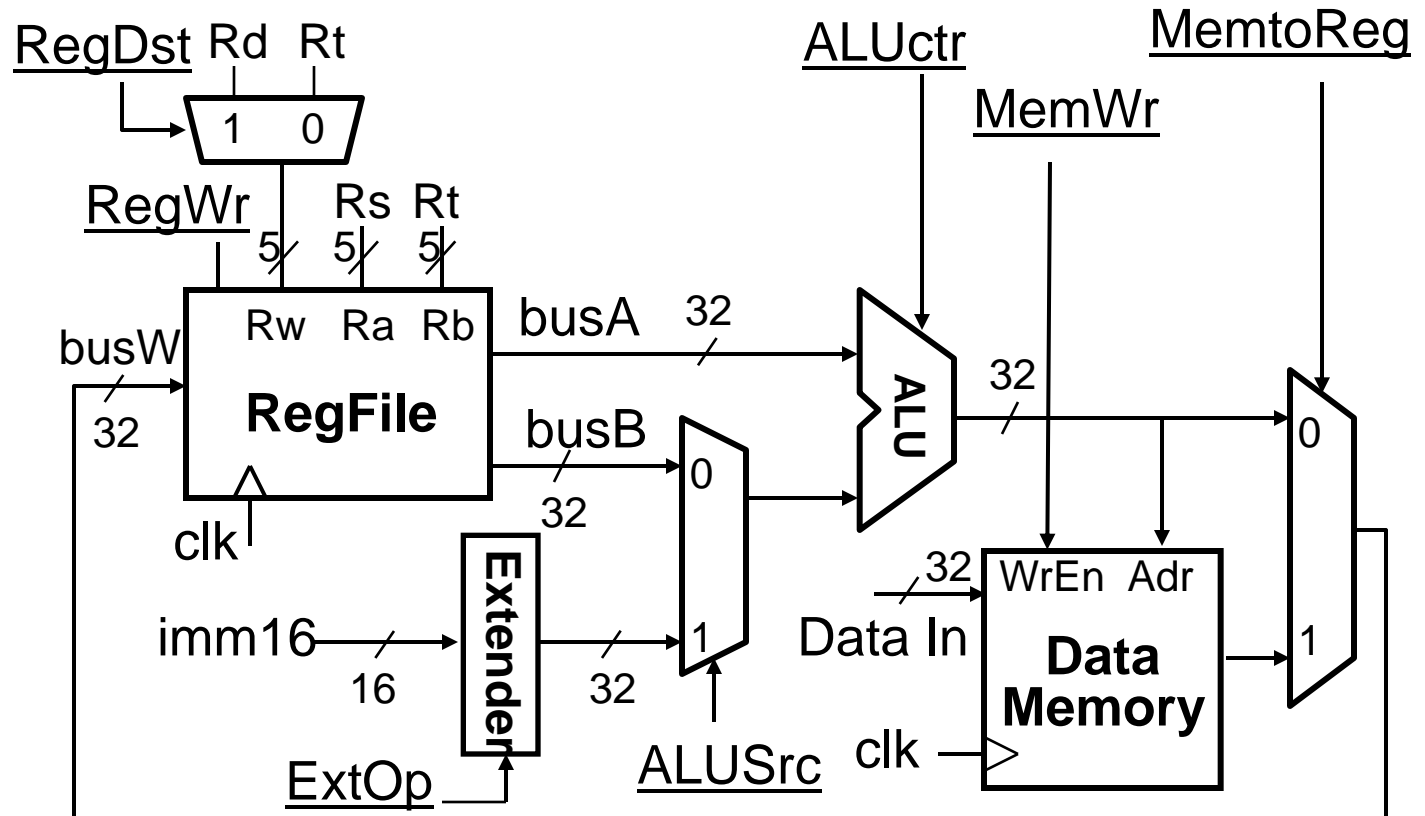 RegDst Rd Rt
ALUctr
MemtoReg
1 0
MemWr
RegWr
Rs Rt
5 5 5
busW
32
Rw Ra Rb
RegFile
clk
busA
32
busB
32
0
1
ALU
32
0
1
imm16
16
Extender
32
ExtOp
ALUSrc
32
Data In
WrEn Adr
Data
Memory
clk